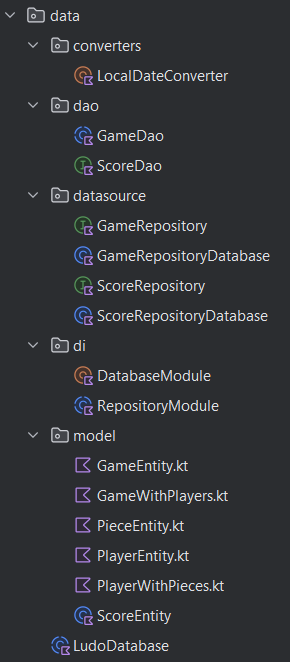 data
converters
LocalDateConverter
dao
GameDao
ScoreDao
datasource
GameRepository
GameRepositoryDatabase
ScoreRepository
ScoreRepositoryDatabase
di
DatabaseModule
RepositoryModule
model
GameEntity.kt
GameWithPlayers.kt
PieceEntity.kt
PlayerEntity.kt
PlayerWithPieces.kt
ScoreEntity
LudoDatabase